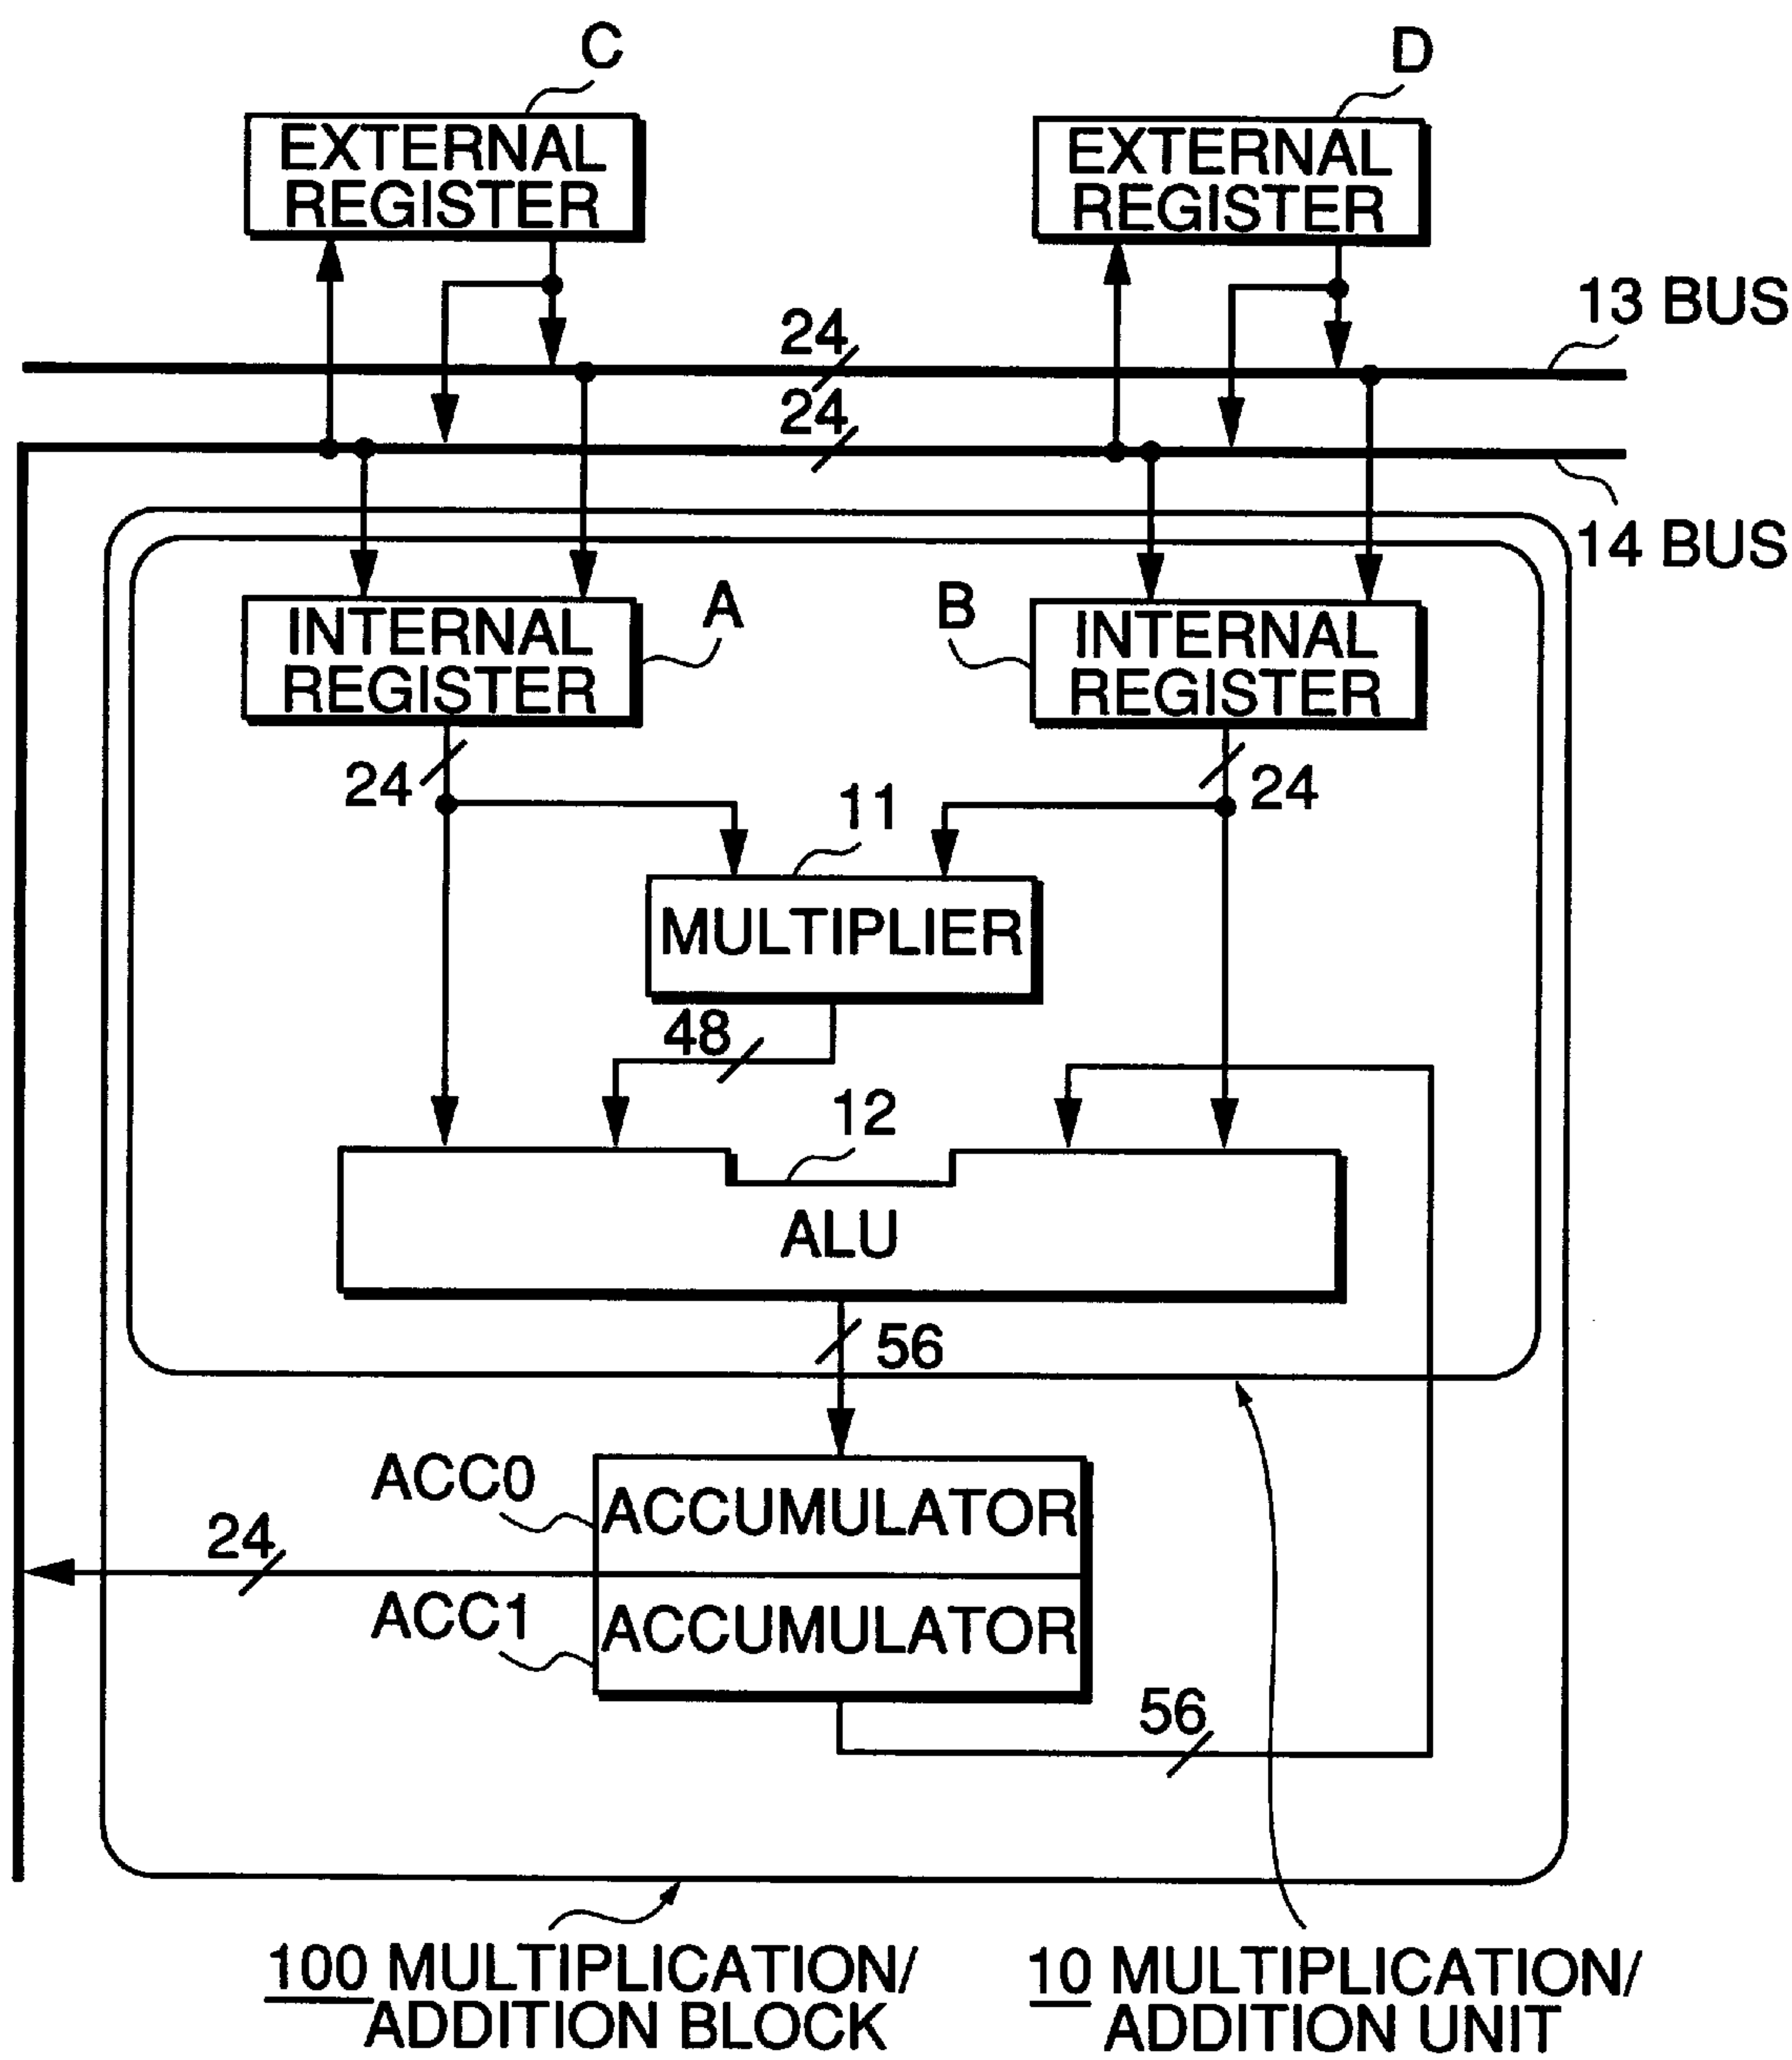 C
D
EXTERNAL
REGISTER
EXTERNAL
REGISTER
13 BUS
24
24
14 BUS
INTERNAL
REGISTER
A
B
INTERNAL
REGISTER
24
11
24
MULTIPLIER
48
12
ALU
56
ACC0
ACCUMULATOR
24
ACC1
ACCUMULATOR
56
100 MULTIPLICATION/
ADDITION BLOCK
10 MULTIPLICATION/
ADDITION UNIT